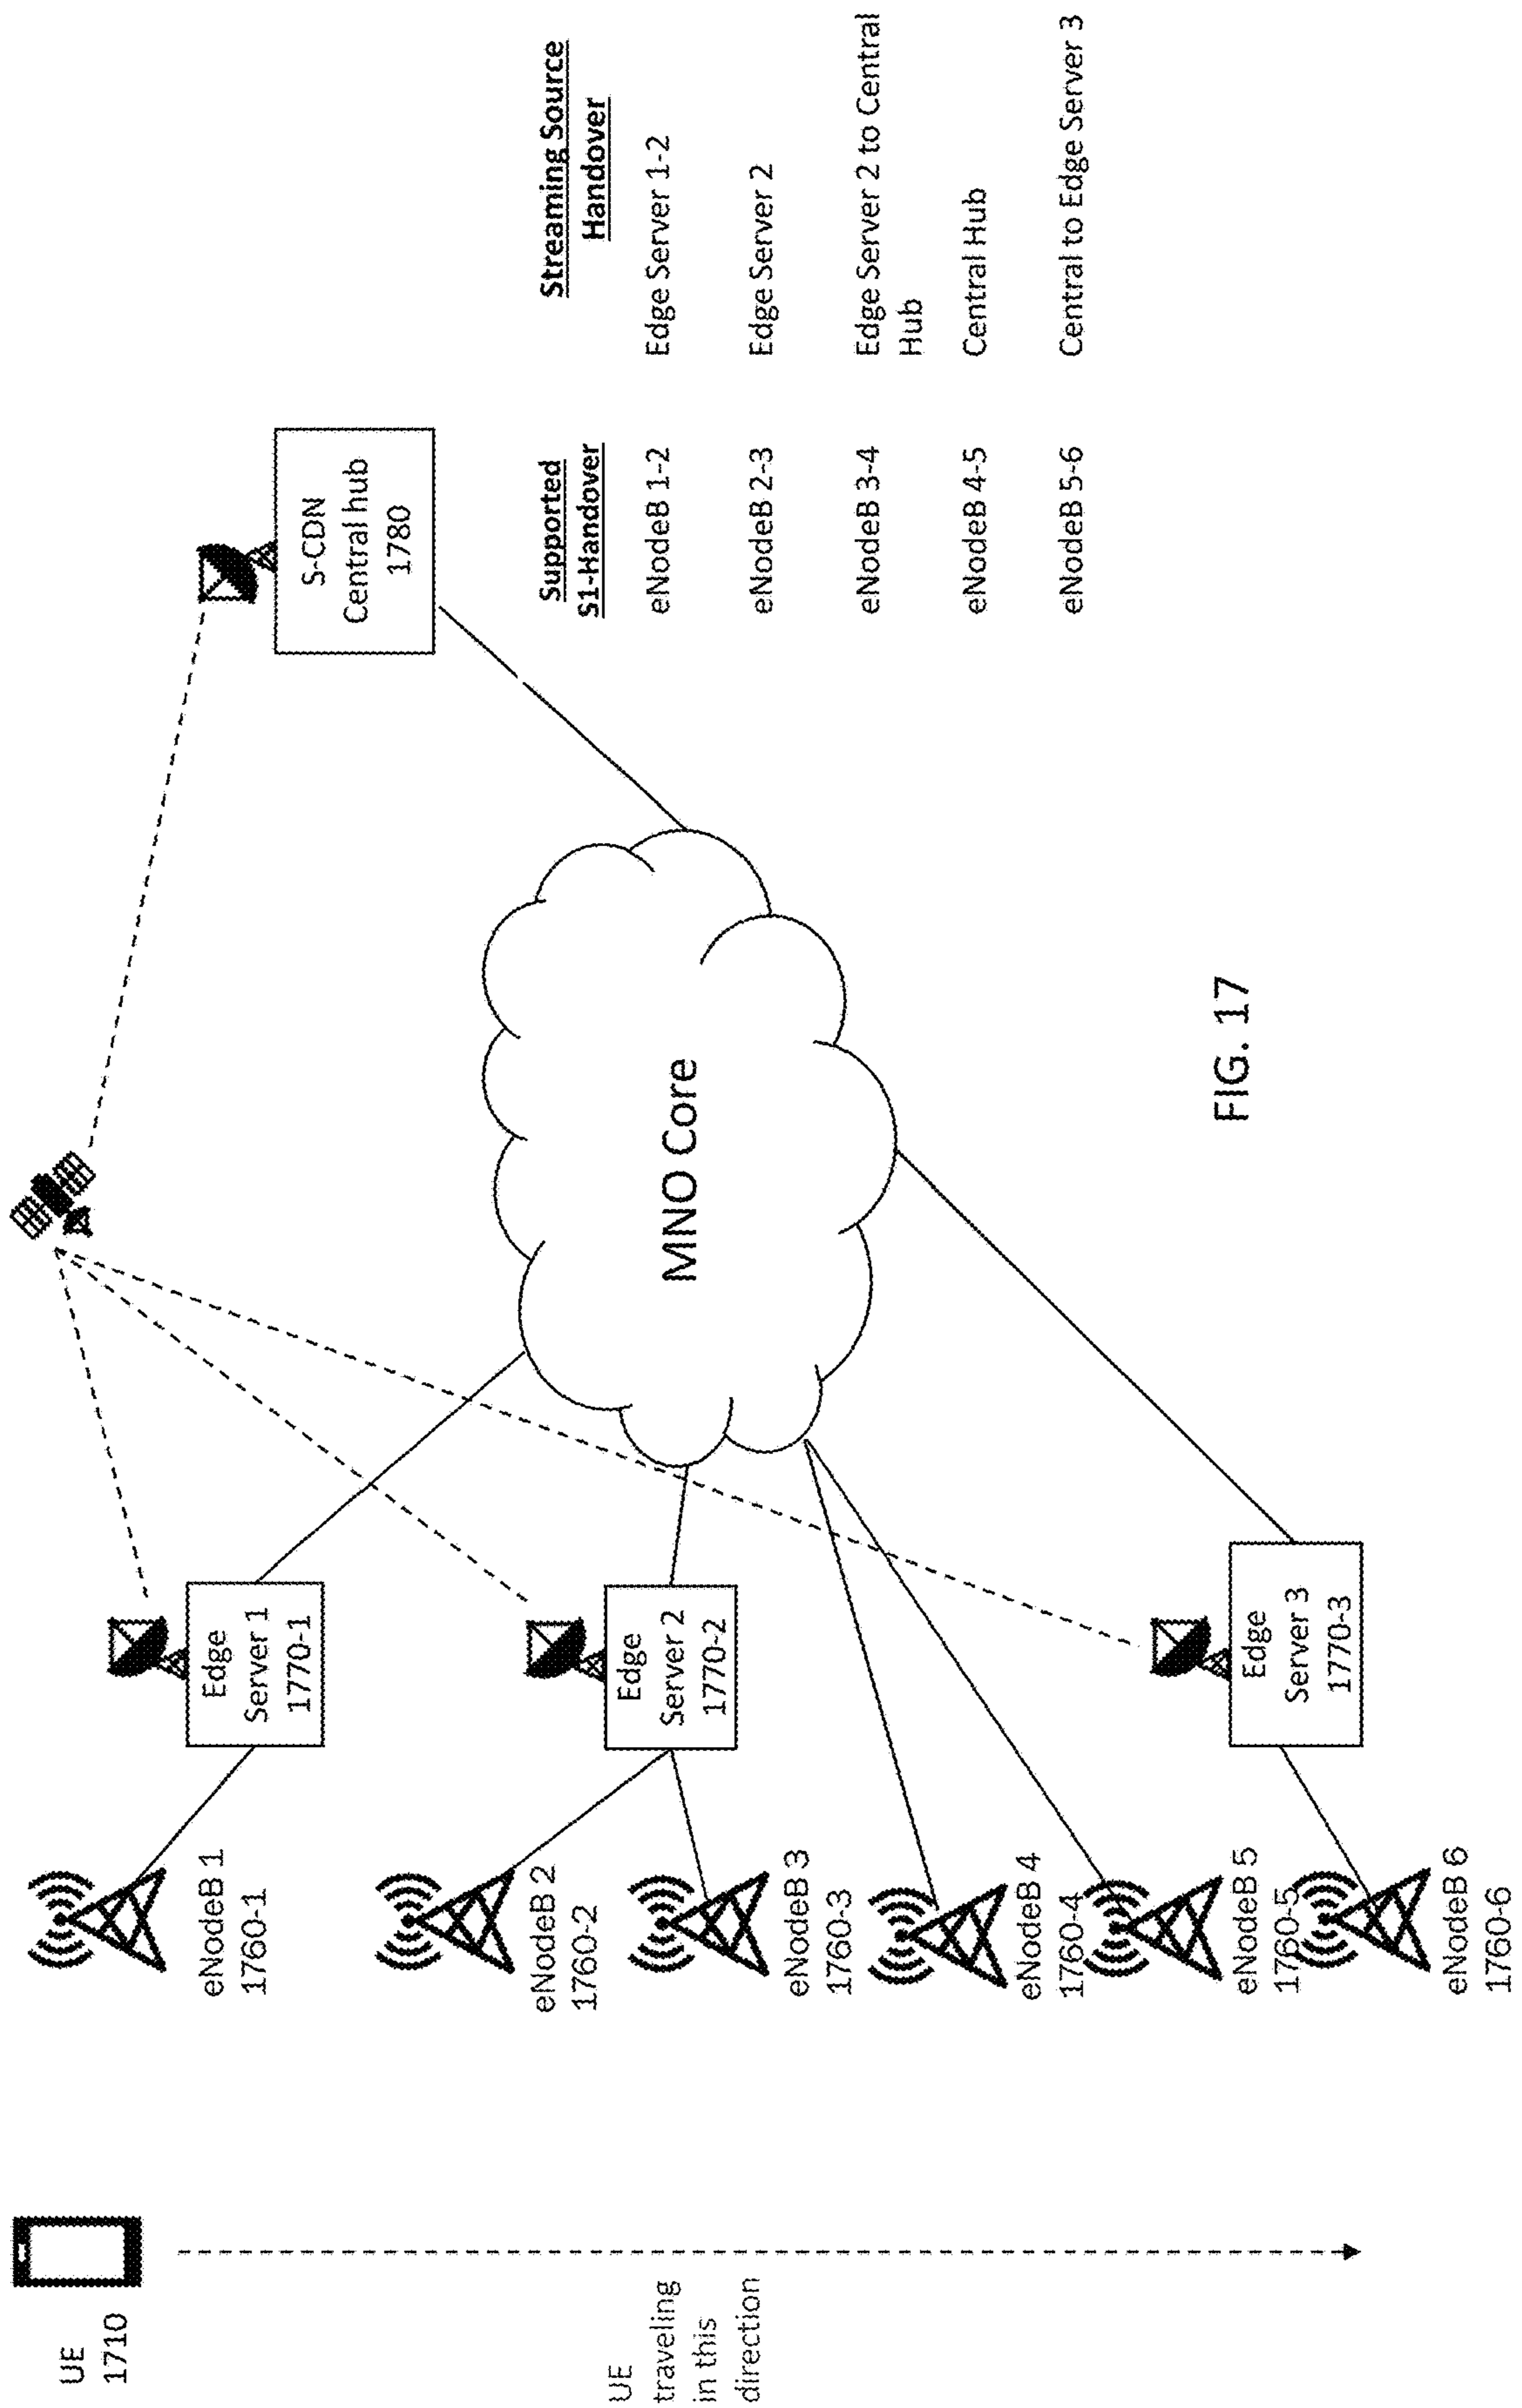 UE
1710
UE
traveling
in this
direction
eNodeB 1
1760-1
eNodeB 2
1760-2
eNodeB 3
1760-3
eNodeB 4
1760-4
eNodeB 5
1760-5
eNodeB 6
1760-6
Edge
Server 1
1770-1
Edge
Server 2
1770-2
Edge
Server 3
1770-3
MNO Core
S-CDN
Central hub
1780
Supported
S1-Handover
eNodeB 1-2
eNodeB 2-3
eNodeB 3-4
eNodeB 4-5
eNodeB 5-6
Streaming Source
Handover
Edge Server 1-2
Edge Server 2
Edge Server 2 to Central
Hub
Central Hub
Central to Edge Server 3
FIG. 17